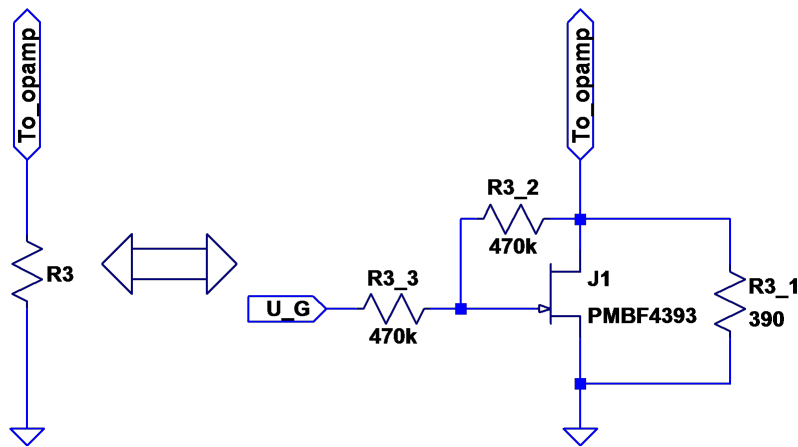 To_opamp
To_opamp
R3_2
470k
R3
R3_3
470k
U_G
J1
PMBF4393
R3_1
390